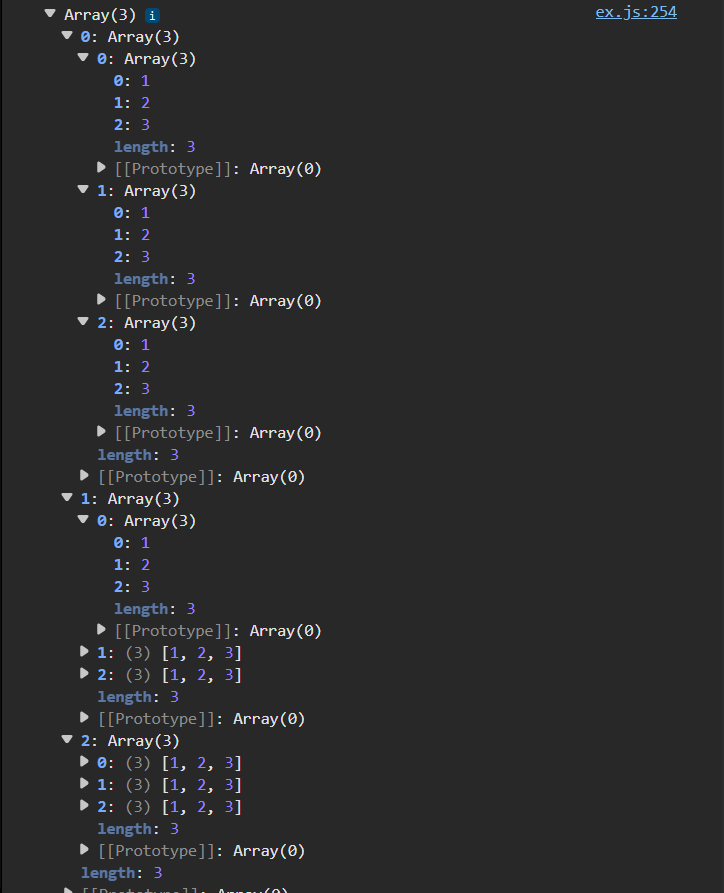 Array(3) i ex.js:254
0: Array(3)
0: Array(3)
0: 1
1: 2
2: 3
length: 3
[[Prototype]]: Array(0)
1: Array(3)
0: 1
1: 2
2: 3
length: 3
[[Prototype]]: Array(0)
2: Array(3)
0: 1
1: 2
2: 3
length: 3
[[Prototype]]: Array(0)
length: 3
[[Prototype]]: Array(0)
1: Array(3)
0: Array(3)
0: 1
1: 2
2: 3
length: 3
[[Prototype]]: Array(0)
1: (3) [1, 2, 3]
2: (3) [1, 2, 3]
length: 3
[[Prototype]]: Array(0)
2: Array(3)
0: (3) [1, 2, 3]
1: (3) [1, 2, 3]
2: (3) [1, 2, 3]
length: 3
[[Prototype]]: Array(0)
length: 3
[[Prototype]]: Array(0)